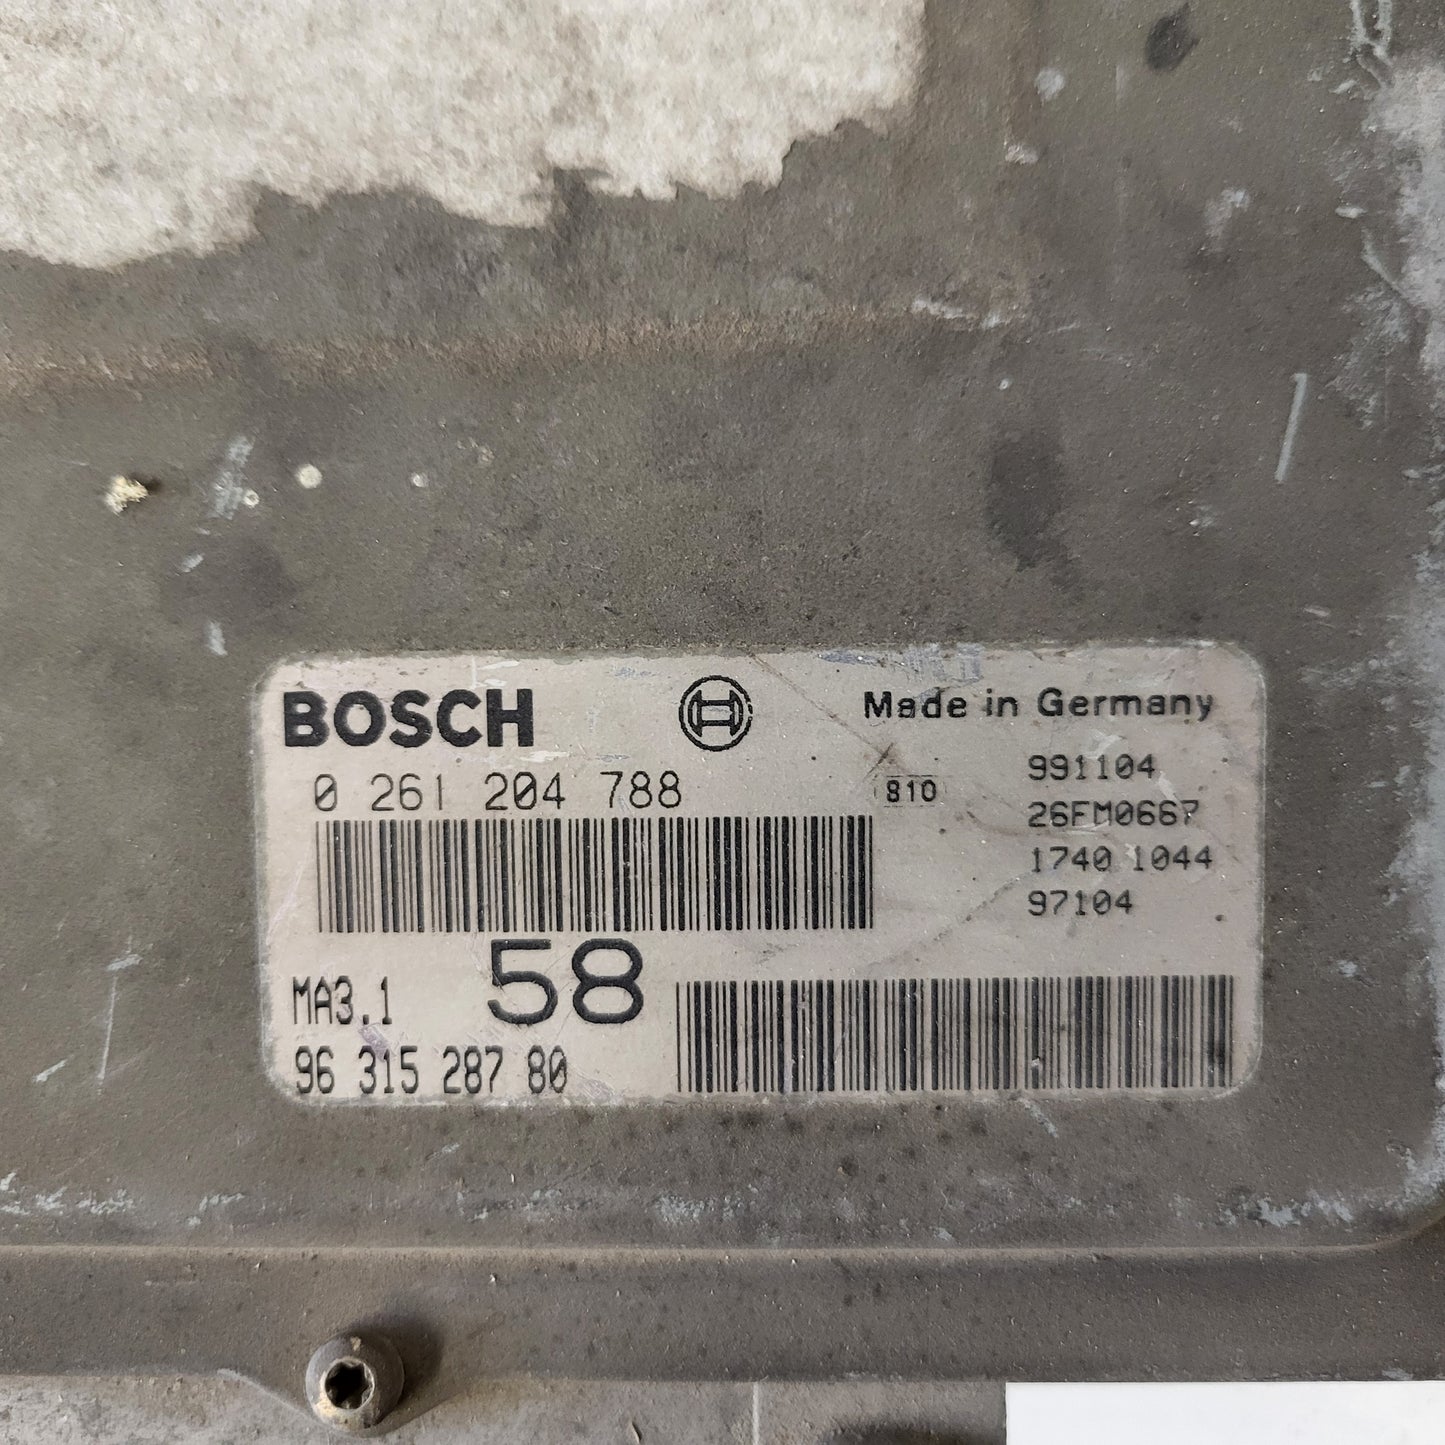 BOSCH
Made in Germany
0 261 204 788
810
991104
26FM0667
1740 1044
97104
58
MA3.1
96 315 287 80